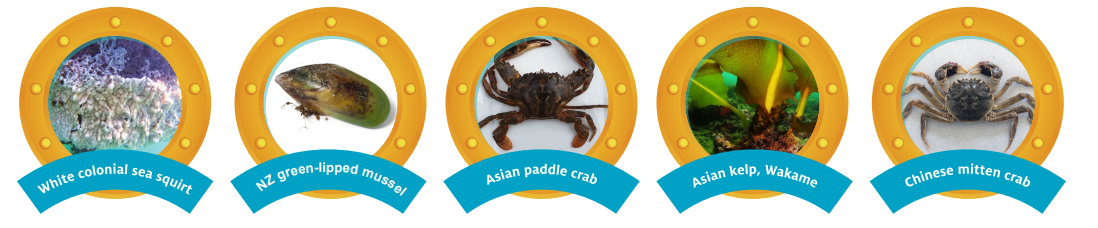 White colonial sea squirt
NZ green-lipped mussel
Asian paddle crab
Asian kelp, Wakame
Chinese mitten crab